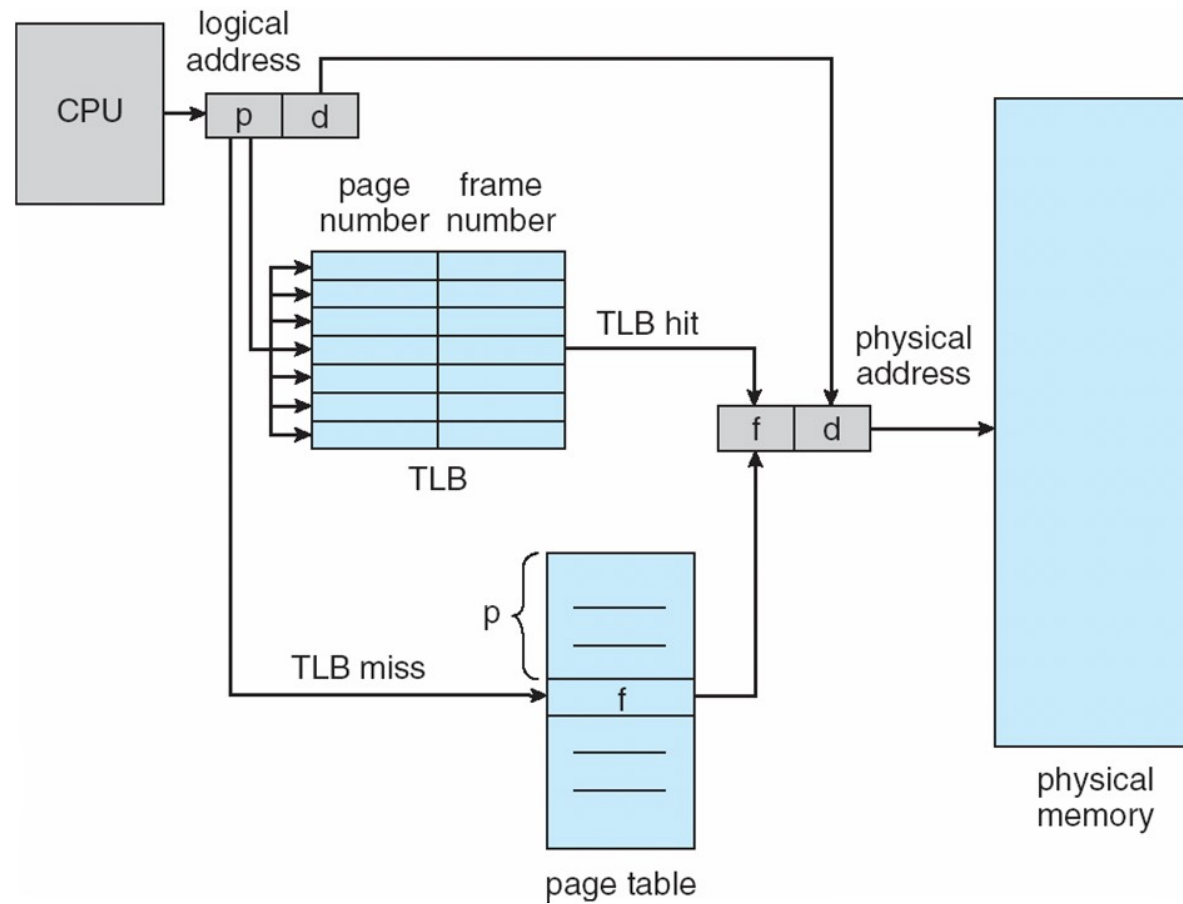 logical
address
CPU
p
d
page
number
frame
number
TLB hit
physical
address
f
d
TLB
p
TLB miss
f
physical
memory
page table